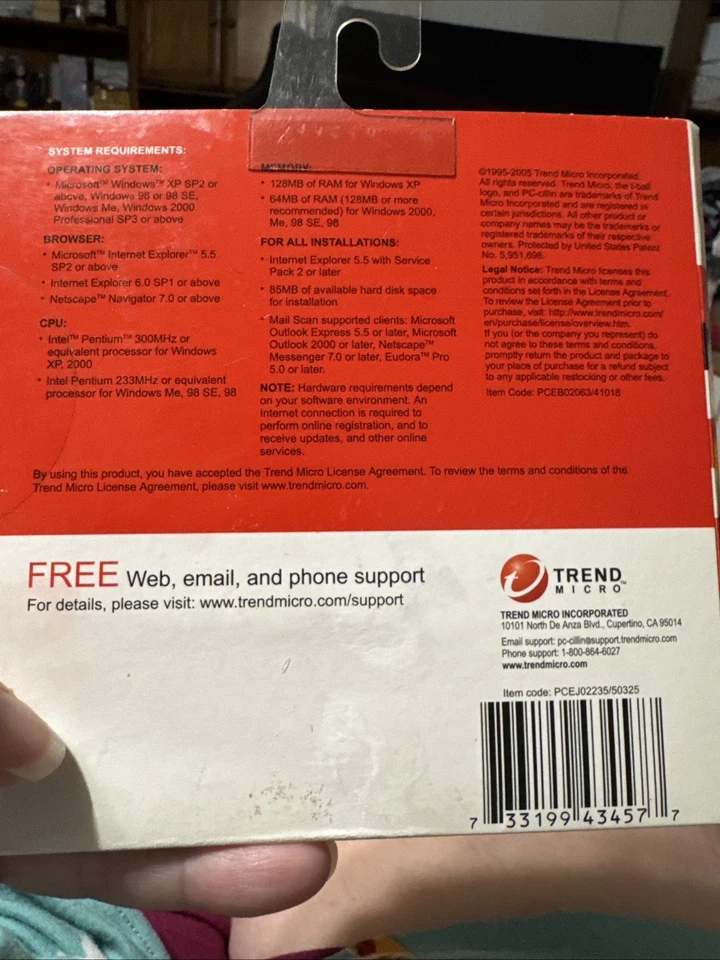 SYSTEM REQUIREMENTS:
OPERATING SYSTEM:
• Microsoft™ Windows™ XP SP2 or
above, Windows 98 or 98 SE,
Windows Me, Windows 2000
Professional SP3 or above
BROWSER:
• Microsoft™ Internet Explorer™ 5.5
SP2 or above
• Internet Explorer 6.0 SP1 or above
• Netscape™ Navigator 7.0 or above
CPU:
• Intel™ Pentium™ 300MHz or
equivalent processor for Windows
XP, 2000
• Intel Pentium 233MHz or equivalent
processor for Windows Me, 98 SE, 98
MEMORY:
• 128MB of RAM for Windows XP
• 64MB of RAM (128MB or more
recommended) for Windows 2000,
Me, 98 SE, 98
FOR ALL INSTALLATIONS:
• Internet Explorer 5.5 with Service
Pack 2 or later
• 85MB of available hard disk space
for installation
• Mail Scan supported clients: Microsoft
Outlook Express 5.5 or later, Microsoft
Outlook 2000 or later, Netscape™
Messenger 7.0 or later, Eudora™ Pro
5.0 or later.
NOTE: Hardware requirements depend
on your software environment. An
Internet connection is required to
perform online registration, and to
receive updates, and other online
services.
©1995-2005 Trend Micro Incorporated.
All rights reserved. Trend Micro, the t-ball
logo, and PC-cillin are trademarks of Trend
Micro Incorporated and are registered in
certain jurisdictions. All other product or
company names may be the trademarks or
registered trademarks of their respective
owners. Protected by United States Patent
No. 5,951,698.
Legal Notice: Trend Micro licenses this
product in accordance with terms and
conditions set forth in the License Agreement.
To review the License Agreement prior to
purchase, visit: http://www.trendmicro.com/
en/purchase/license/overview.htm.
If you (or the company you represent) do
not agree to these terms and conditions,
promptly return the product and package to
your place of purchase for a refund subject
to any applicable restocking or other fees.
Item Code: PCEB02063/41018
By using this product, you have accepted the Trend Micro License Agreement. To review the terms and conditions of the
Trend Micro License Agreement, please visit www.trendmicro.com.
FREE Web, email, and phone support
For details, please visit: www.trendmicro.com/support
TREND™
MICRO
TREND MICRO INCORPORATED
10101 North De Anza Blvd., Cupertino, CA 95014
Email support: pc-cillin@support.trendmicro.com
Phone support: 1-800-864-6027
www.trendmicro.com
Item code: PCEJ02235/50325
7 33199 43457 7